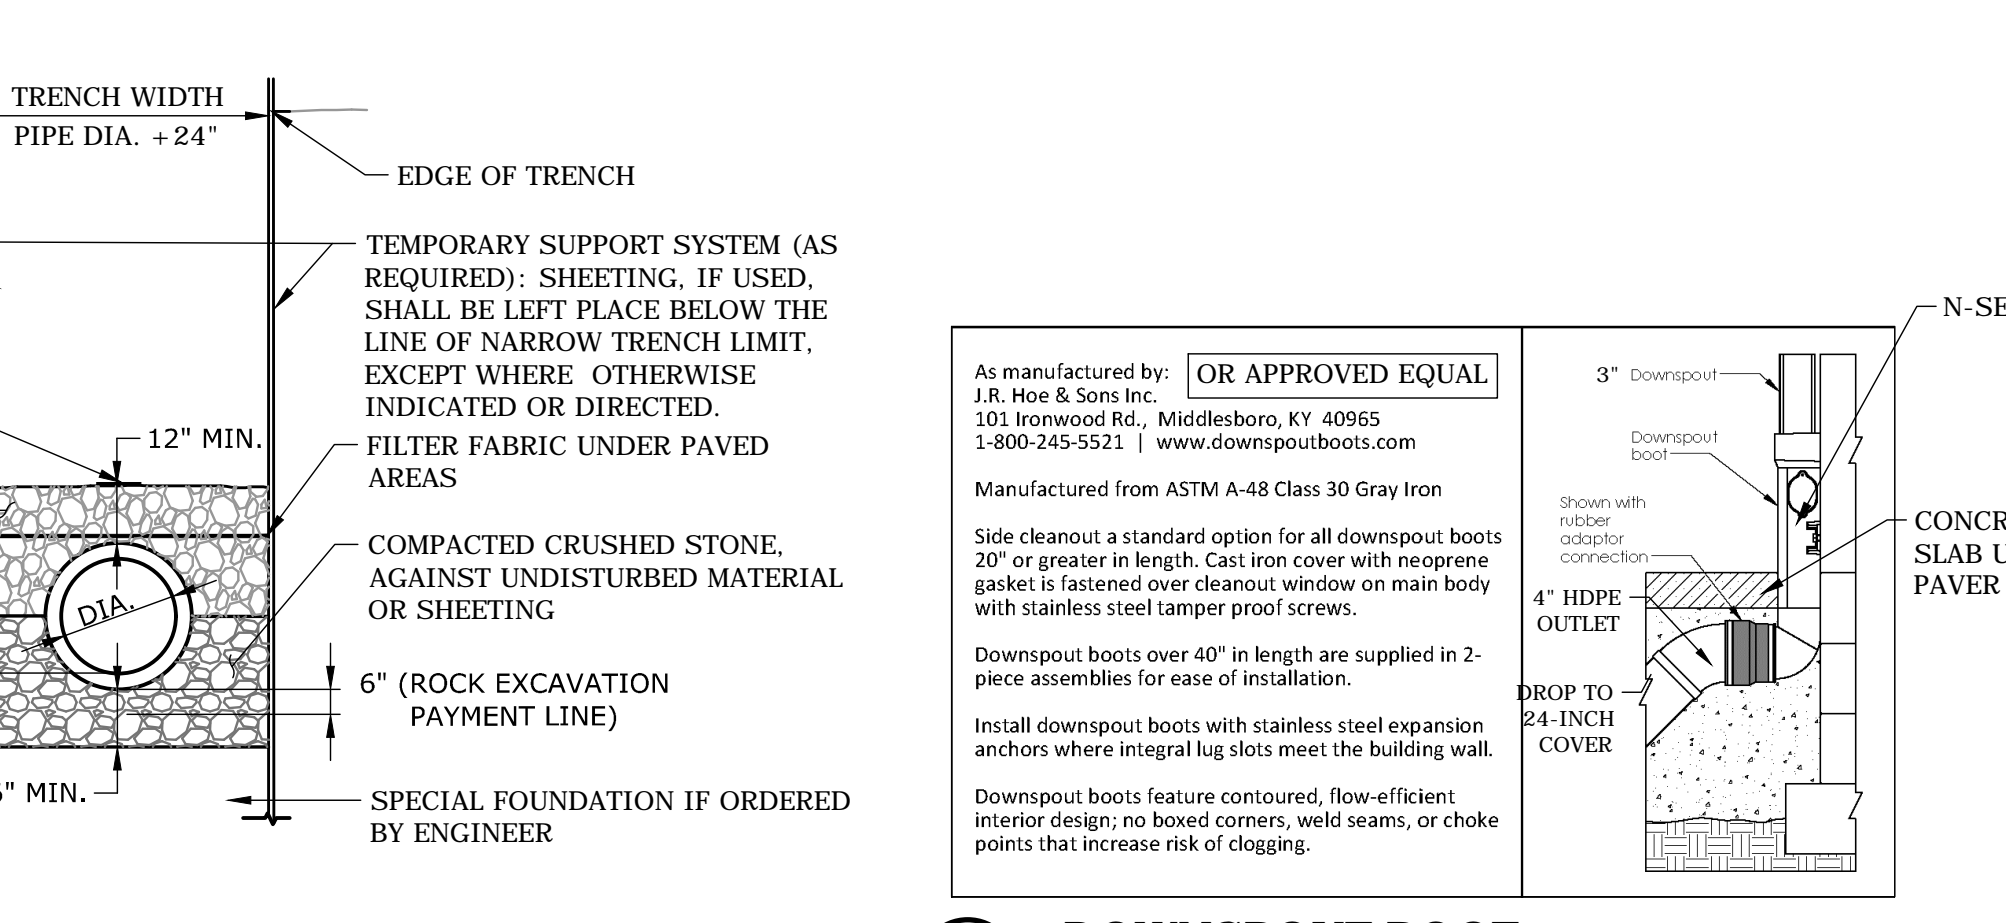 TRENCH WIDTH
PIPE DIA. +24"
EDGE OF TRENCH
TEMPORARY SUPPORT SYSTEM (AS
REQUIRED): SHEETING, IF USED,
SHALL BE LEFT PLACE BELOW THE
LINE OF NARROW TRENCH LIMIT,
EXCEPT WHERE OTHERWISE
INDICATED OR DIRECTED.
12" MIN.
FILTER FABRIC UNDER PAVED
AREAS
COMPACTED CRUSHED STONE,
AGAINST UNDISTURBED MATERIAL
OR SHEETING
DIA.
6" (ROCK EXCAVATION
PAYMENT LINE)
" MIN.
SPECIAL FOUNDATION IF ORDERED
BY ENGINEER
As manufactured by:
OR APPROVED EQUAL
J.R. Hoe & Sons Inc.
101 Ironwood Rd., Middlesboro, KY 40965
1-800-245-5521 | www.downspoutboots.com
Manufactured from ASTM A-48 Class 30 Gray Iron
Side cleanout a standard option for all downspout boots
20" or greater in length. Cast iron cover with neoprene
gasket is fastened over cleanout window on main body
with stainless steel tamper proof screws.
Downspout boots over 40" in length are supplied in 2-
piece assemblies for ease of installation.
Install downspout boots with stainless steel expansion
anchors where integral lug slots meet the building wall.
Downspout boots feature contoured, flow-efficient
interior design; no boxed corners, weld seams, or choke
points that increase risk of clogging.
3" Downspout
Downspout
boot
Shown with
rubber
adaptor
connection
4" HDPE
OUTLET
DROP TO
24-INCH
COVER
N-SE
CONCR
SLAB U
PAVER
DOWNSPOUT BOOT